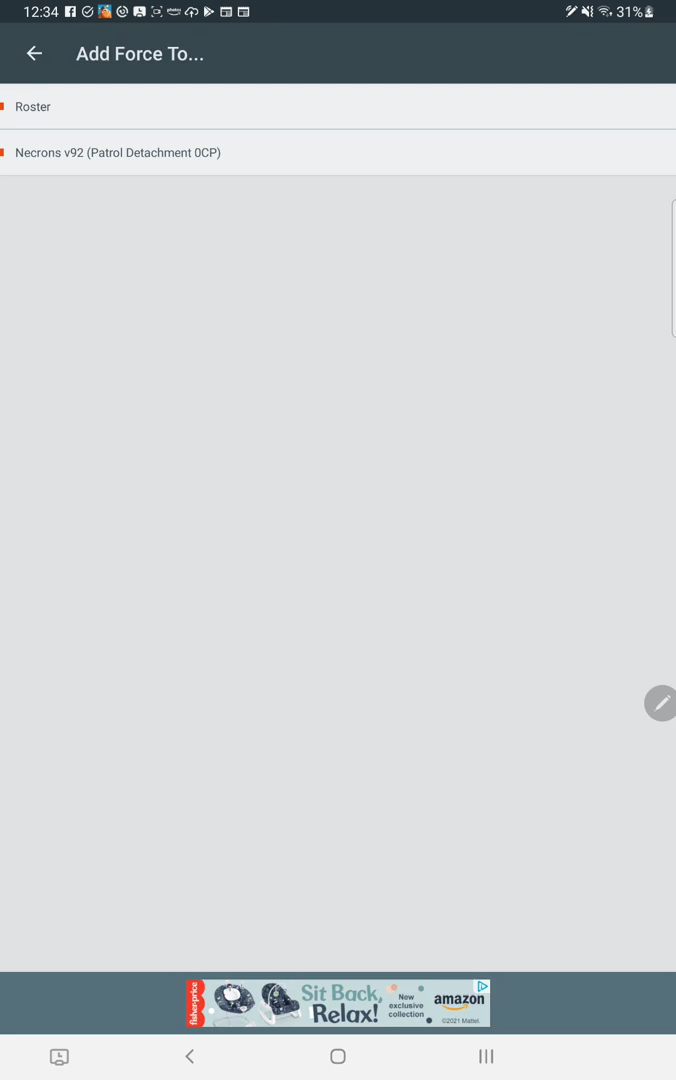 12:34
31%
Add Force To...
Roster
Necrons v92 (Patrol Detachment 0CP)
fisher-price
Sit Back,
Relax!
New
exclusive
collection
amazon
©2021 Mattel.